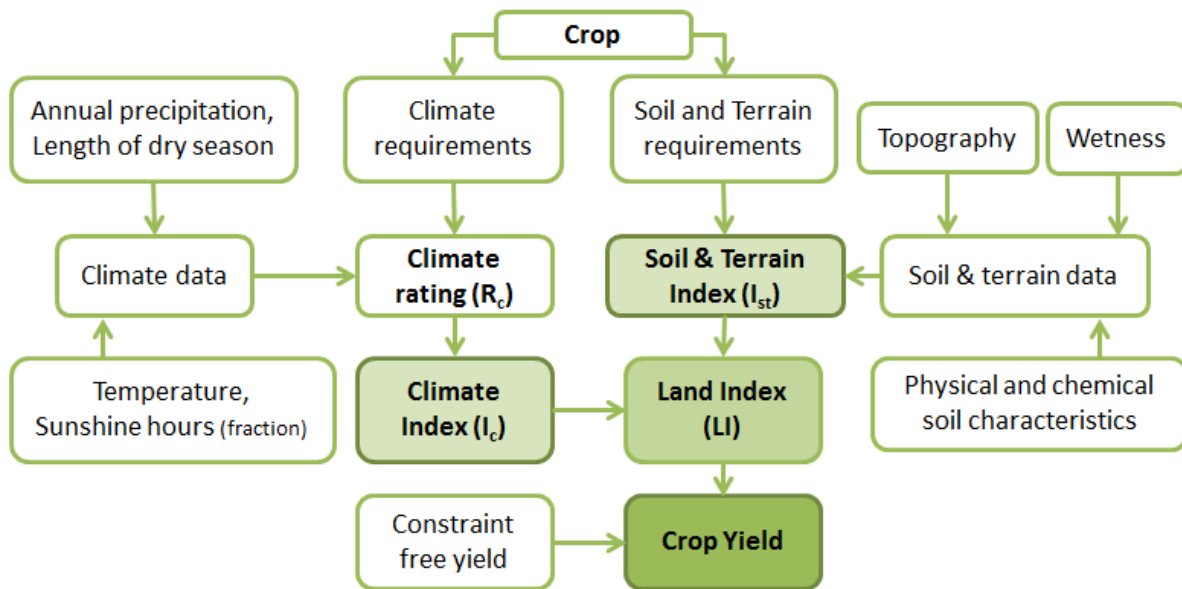 Crop
Annual precipitation,
Length of dry season
Climate
requirements
Soil and Terrain
requirements
Topography
Wetness
Climate data
Climate
rating (Rc)
Soil & Terrain
Index (Ist)
Soil & terrain data
Temperature,
Sunshine hours (fraction)
Climate
Index (Ic)
Land Index
(LI)
Physical and chemical
soil characteristics
Constraint
free yield
Crop Yield